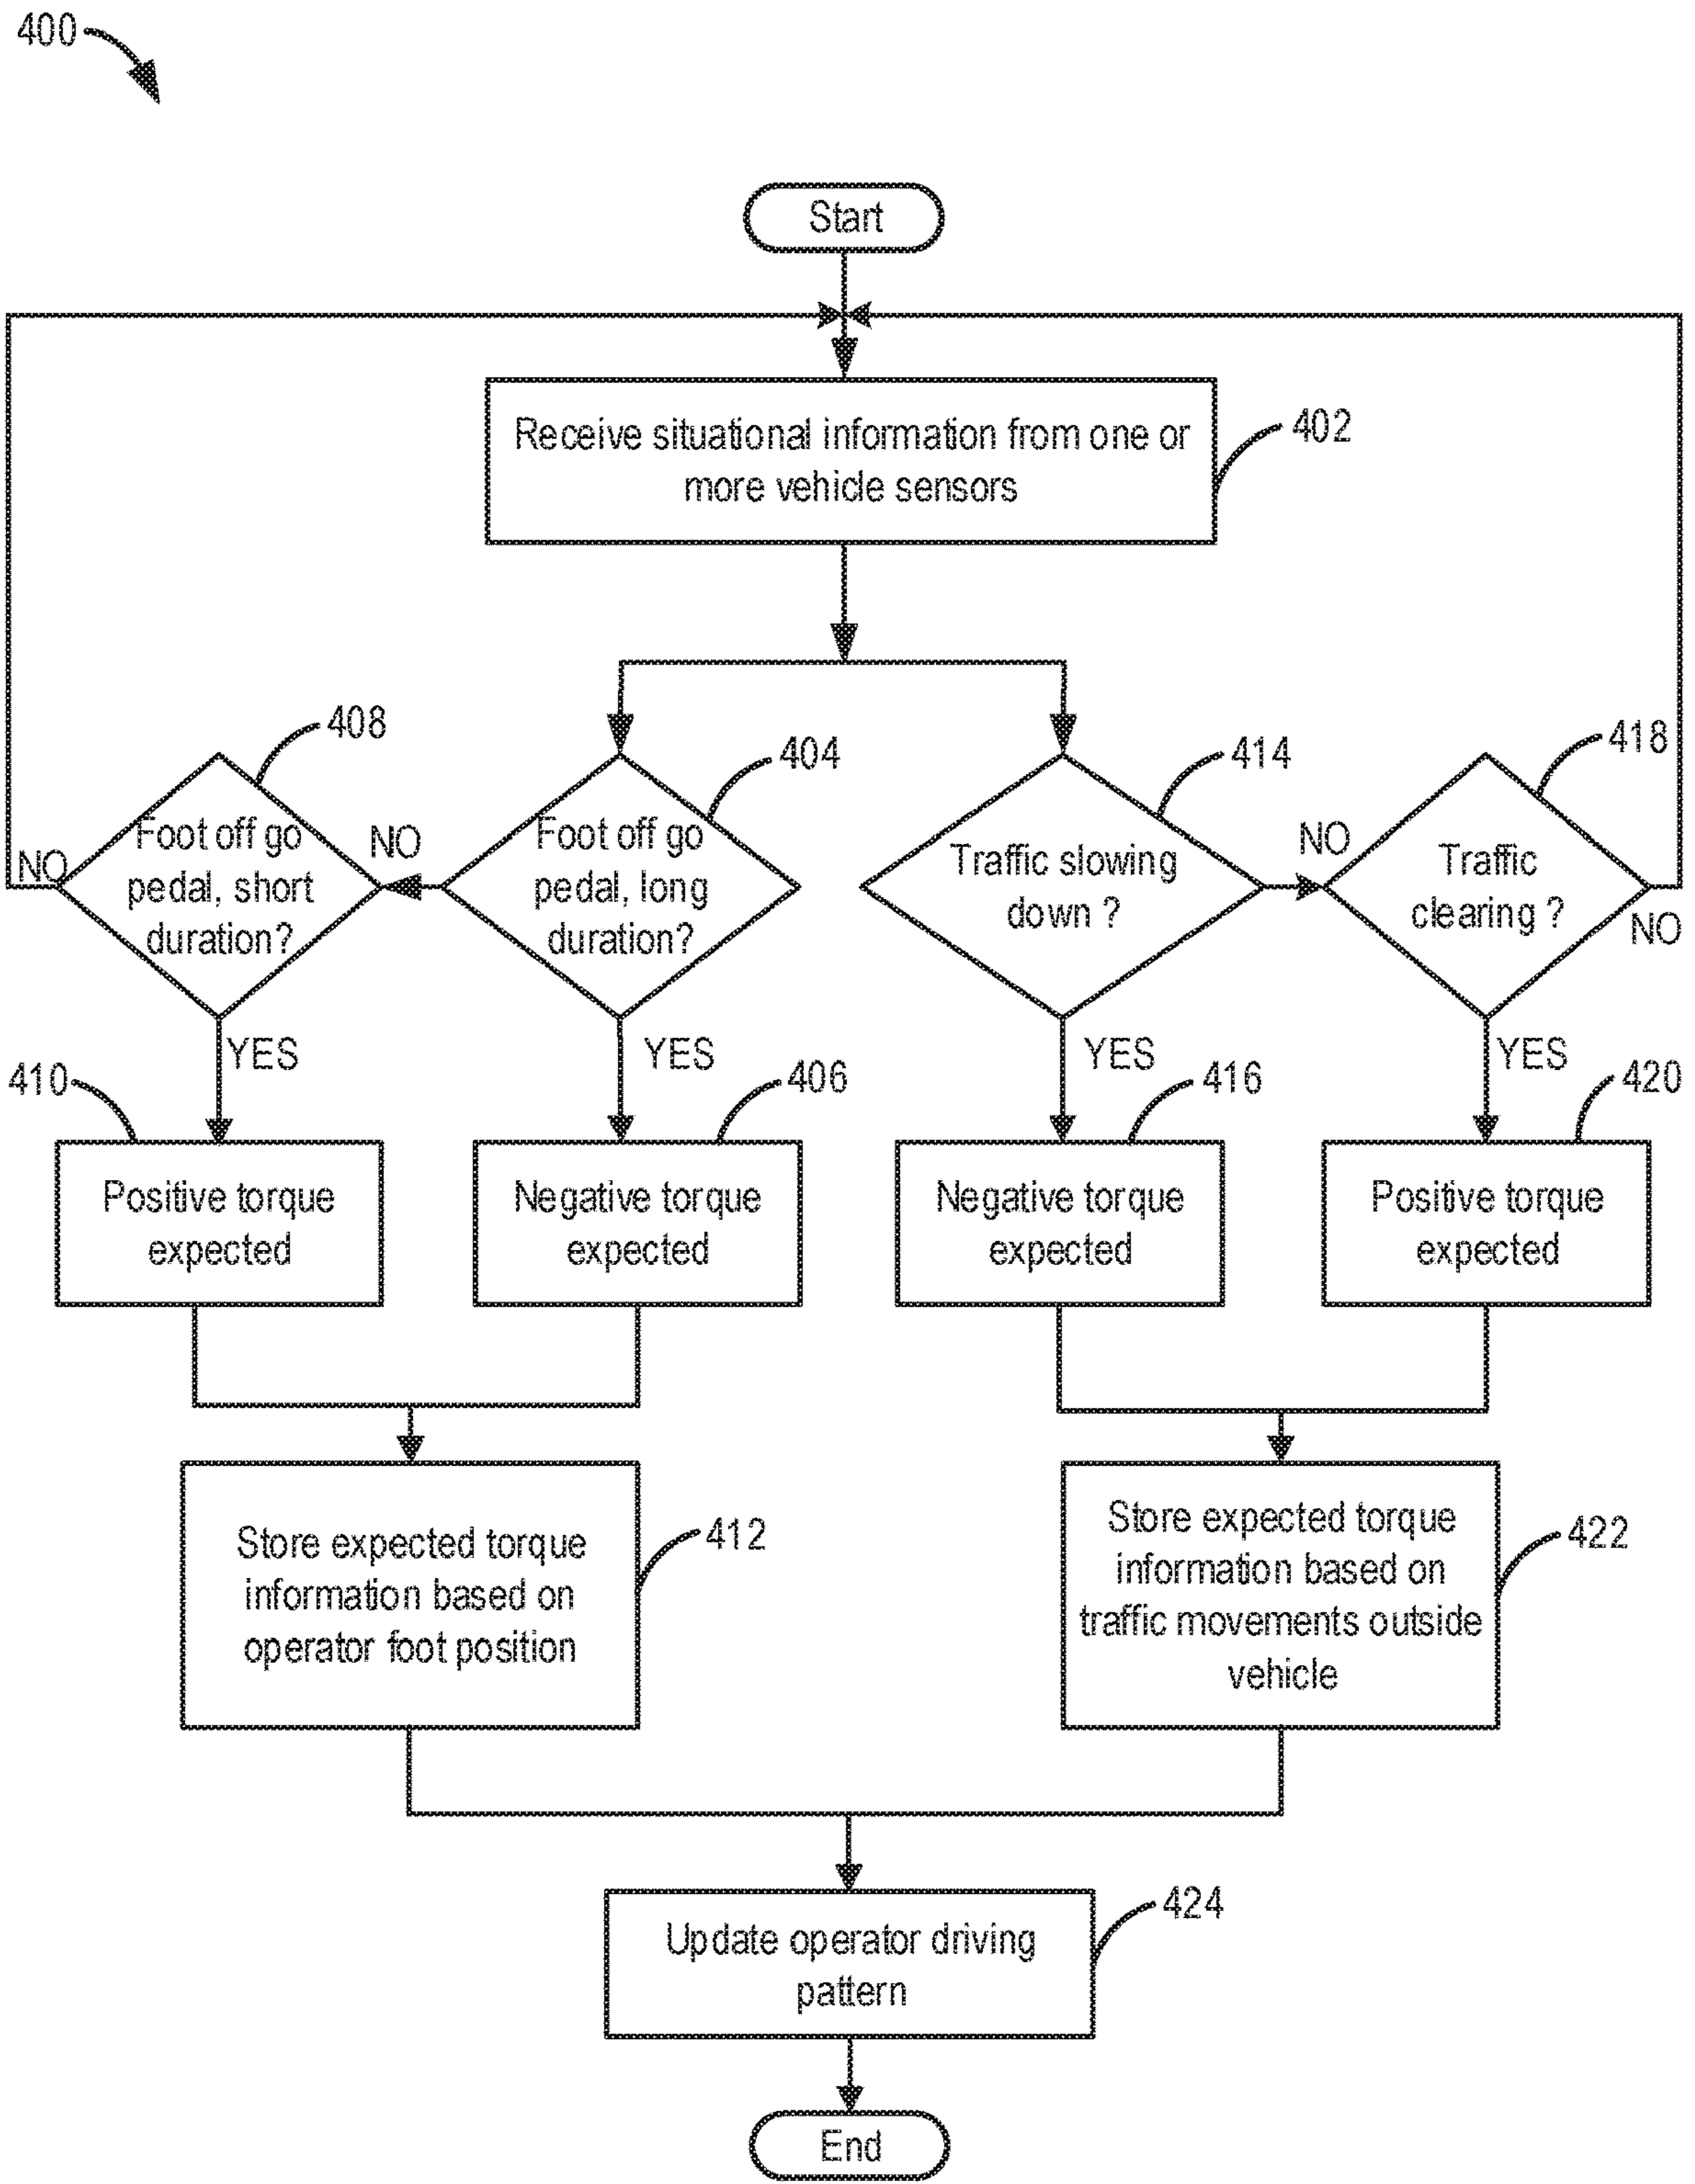 400
Start
Receive situational information from one or
more vehicle sensors
402
408
404
414
418
Foot off go
pedal, short
duration?
NO
NO
Foot off go
pedal, long
duration?
Traffic slowing
down ?
NO
Traffic
clearing ?
NO
YES
YES
YES
YES
410
406
416
420
Positive torque
expected
Negative torque
expected
Negative torque
expected
Positive torque
expected
Store expected torque
information based on
operator foot position
412
Store expected torque
information based on
traffic movements outside
vehicle
422
Update operator driving
pattern
424
End